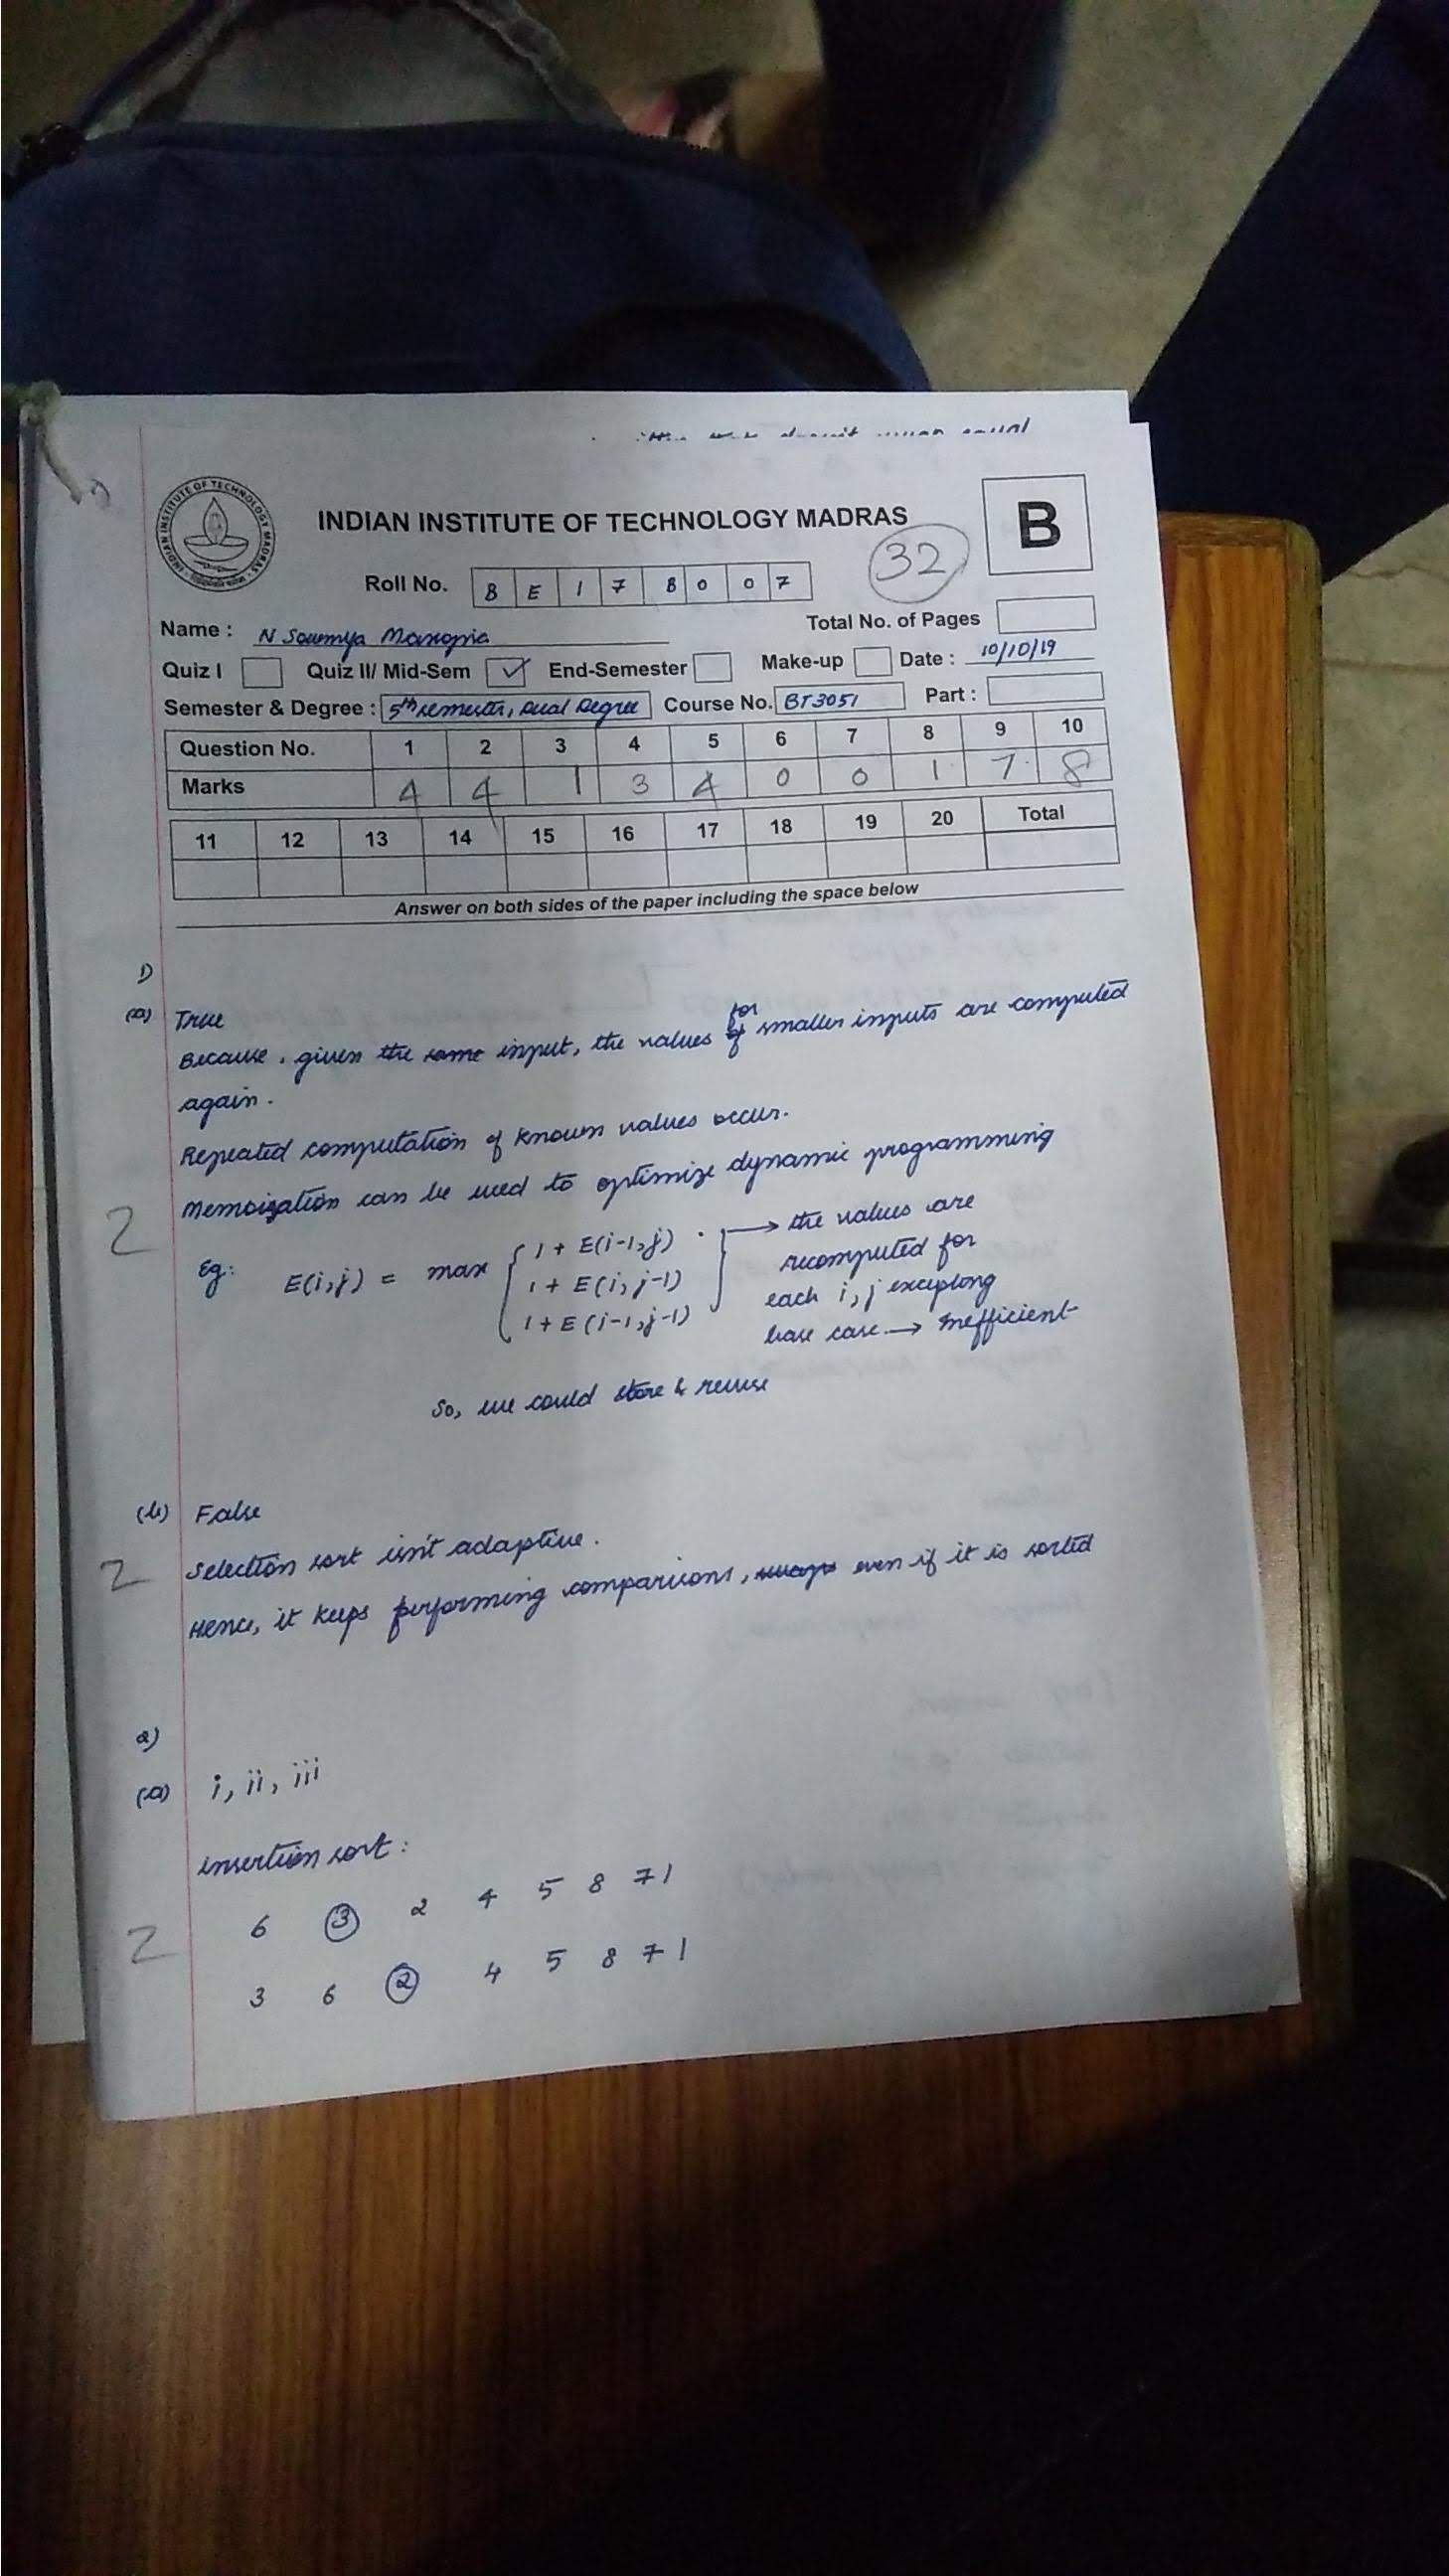 INDIAN INSTITUTE OF TECHNOLOGY MADRAS
B
32
INDIAN INSTITUTE OF TECHNOLOGY MADRAS
Roll No. B E 1 7 B 0 0 7
Name : N Sowmya Manognia
Total No. of Pages
Quiz I Quiz II/ Mid-Sem ✓ End-Semester Make-up Date : 10/10/19
Semester & Degree : 5th semester, Dual Degree Course No. BT3051 Part :
Question No. 1 2 3 4 5 6 7 8 9 10
Marks 4 4 1 3 4 0 0 1 7 8
11 12 13 14 15 16 17 18 19 20 Total
Answer on both sides of the paper including the space below
1)
(a) True
Because, given the same input, the values for smaller inputs are computed
again.
Repeated computation of known values occur.
Memoization can be used to optimize dynamic programming
2
Eg: E(i,j) = max { 1 + E(i-1,j)
1 + E(i, j-1)
1 + E(i-1,j-1) } → the values are
recomputed for
each i, j excepting
base case → Inefficient
So, we could store & reuse
(b) False
2 Selection sort isn't adaptive.
Hence, it keeps performing comparisons, swaps even if it is sorted
2)
(a) i, ii, iii
insertion sort :
6 3 2 4 5 8 7 1
2
3 6 2 4 5 8 7 1